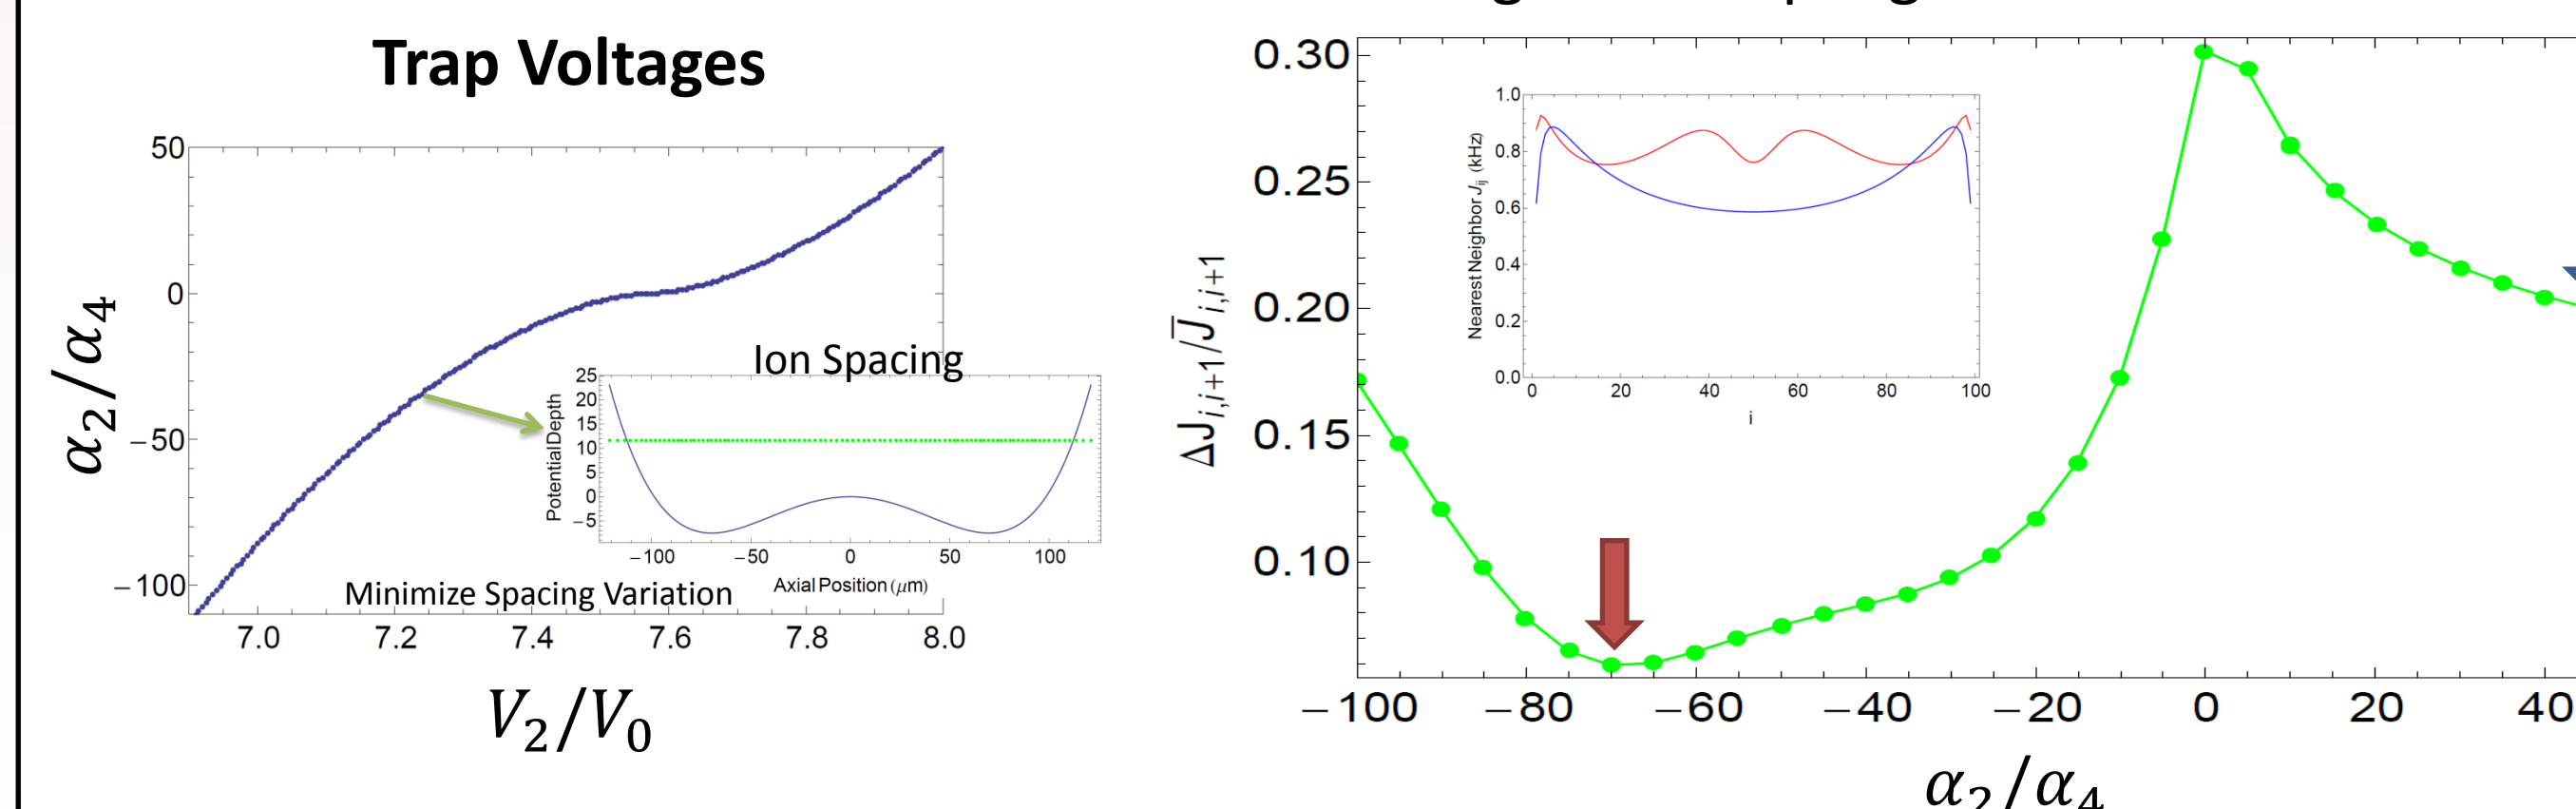 Trap Voltages
50
0
−50
−100
α₂/α₄
7.0 7.2 7.4 7.6 7.8 8.0
V₂/V₀
Minimize Spacing Variation
Ion Spacing
25
20
15
10
5
0
−5
Potential Depth
−100 −50 0 50 100
Axial Position (μm)
0.30
0.25
0.20
0.15
0.10
ΔJᵢ,ᵢ₊₁/J̅ᵢ,ᵢ₊₁
1.0
0.8
0.6
0.4
0.2
0.0
Nearest Neighbor Jᵢⱼ (kHz)
0 20 40 60 80 100
i
−100 −80 −60 −40 −20 0 20 40
α₂/α₄